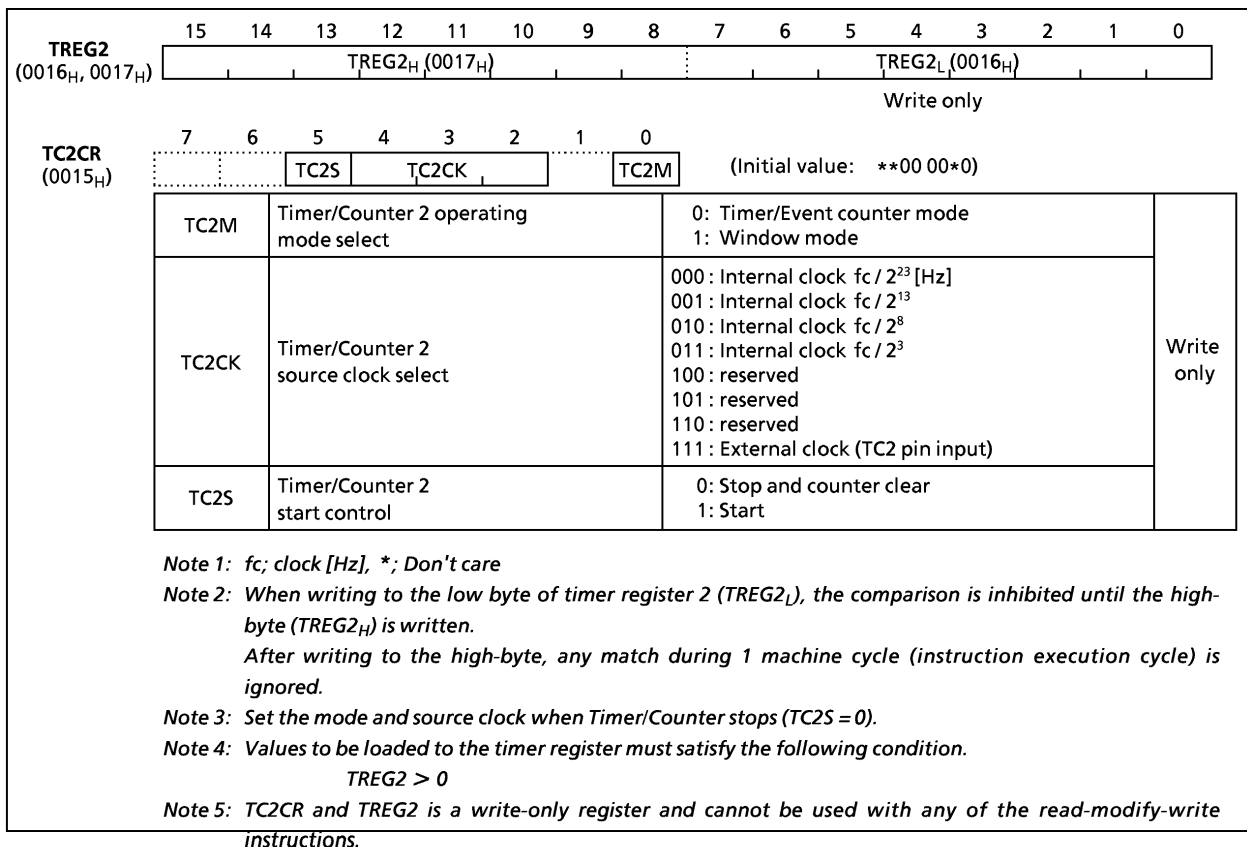 15 14 13 12 11 10 9 8 7 6 5 4 3 2 1 0
TREG2
(0016H, 0017H)
TREG2H (0017H) TREG2L (0016H)
Write only
7 6 5 4 3 2 1 0
TC2CR
(0015H)
TC2S TC2CK TC2M (Initial value: **00 00*0)
TC2M
Timer/Counter 2 operating
mode select
0: Timer/Event counter mode
1: Window mode
TC2CK
Timer/Counter 2
source clock select
000 : Internal clock fc / 2²³ [Hz]
001 : Internal clock fc / 2¹³
010 : Internal clock fc / 2⁸
011 : Internal clock fc / 2³
100 : reserved
101 : reserved
110 : reserved
111 : External clock (TC2 pin input)
TC2S
Timer/Counter 2
start control
0: Stop and counter clear
1: Start
Write
only
Note 1: fc; clock [Hz], *; Don't care
Note 2: When writing to the low byte of timer register 2 (TREG2L), the comparison is inhibited until the high-
byte (TREG2H) is written.
After writing to the high-byte, any match during 1 machine cycle (instruction execution cycle) is
ignored.
Note 3: Set the mode and source clock when Timer/Counter stops (TC2S = 0).
Note 4: Values to be loaded to the timer register must satisfy the following condition.
TREG2 > 0
Note 5: TC2CR and TREG2 is a write-only register and cannot be used with any of the read-modify-write
instructions.